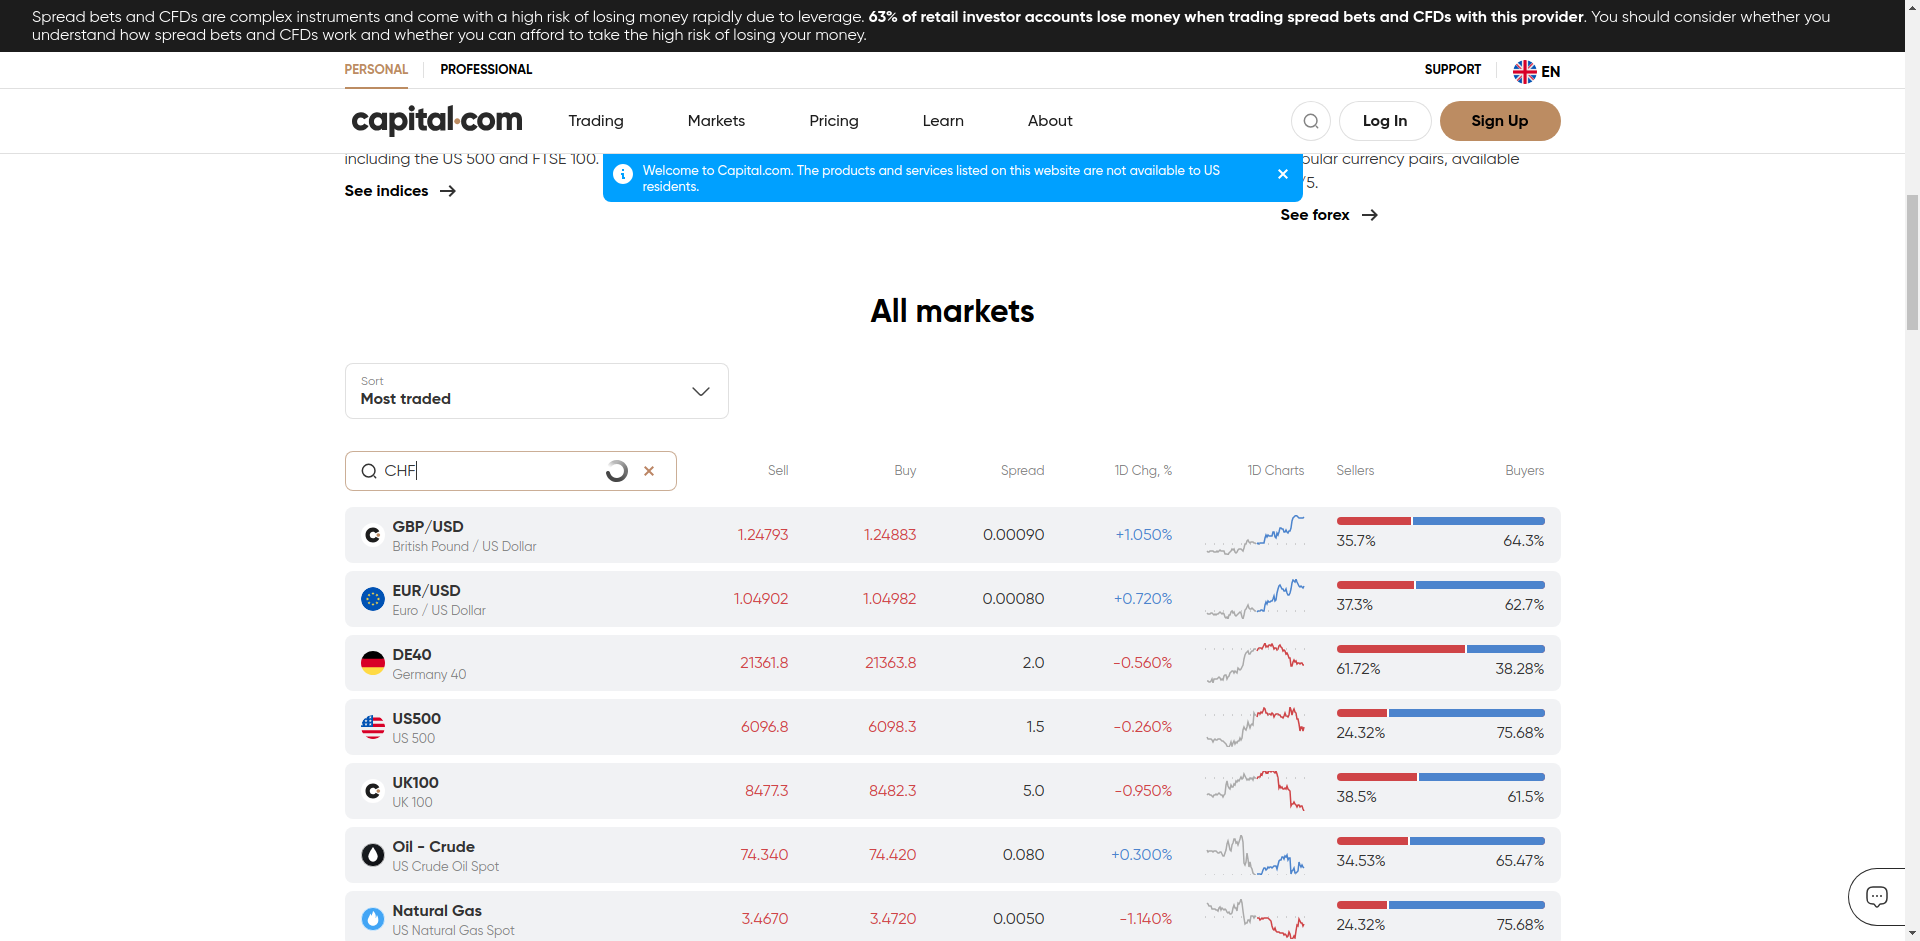 Spread bets and CFDs are complex instruments and come with a high risk of losing money rapidly due to leverage. 63% of retail investor accounts lose money when trading spread bets and CFDs with this provider. You should consider whether you
understand how spread bets and CFDs work and whether you can afford to take the high risk of losing your money.
PERSONAL PROFESSIONAL SUPPORT EN
capital.com Trading Markets Pricing Learn About Log In Sign Up
including the US 500 and FTSE 100.
See indices
Welcome to Capital.com. The products and services listed on this website are not available to US
residents.
currency pairs, available
See forex
All markets
Sort
Most traded
CHF Sell Buy Spread 1D Chg, % 1D Charts Sellers Buyers
GBP/USD
British Pound / US Dollar
1.24793 1.24883 0.00090 +1.050% 35.7% 64.3%
EUR/USD
Euro / US Dollar
1.04902 1.04982 0.00080 +0.720% 37.3% 62.7%
DE40
Germany 40
21361.8 21363.8 2.0 -0.560% 61.72% 38.28%
US500
US 500
6096.8 6098.3 1.5 -0.260% 24.32% 75.68%
UK100
UK 100
8477.3 8482.3 5.0 -0.950% 38.5% 61.5%
Oil - Crude
US Crude Oil Spot
74.340 74.420 0.080 +0.300% 34.53% 65.47%
Natural Gas
US Natural Gas Spot
3.4670 3.4720 0.0050 -1.140% 24.32% 75.68%